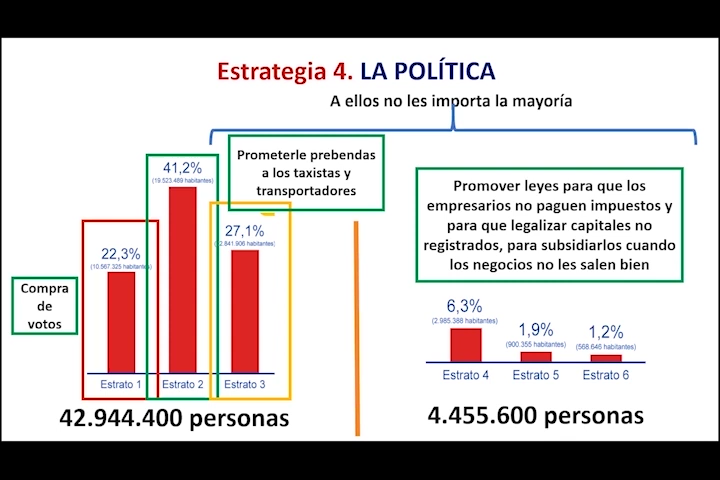 Estrategia 4. LA POLÍTICA
A ellos no les importa la mayoría
Prometerle prebendas
a los taxistas y
transportadores
Promover leyes para que los
empresarios no paguen impuestos y
para que legalizar capitales no
registrados, para subsidiarlos cuando
los negocios no les salen bien
Compra
de
votos
22,3%
(10.567.325 habitantes)
41,2%
(19.523.489 habitantes)
27,1%
2.841.906 habitantes)
6,3%
(2.985.388 habitantes)
1,9%
(900.355 habitantes)
1,2%
(568.646 habitantes)
Estrato 1
Estrato 2
Estrato 3
Estrato 4
Estrato 5
Estrato 6
42.944.400 personas
4.455.600 personas